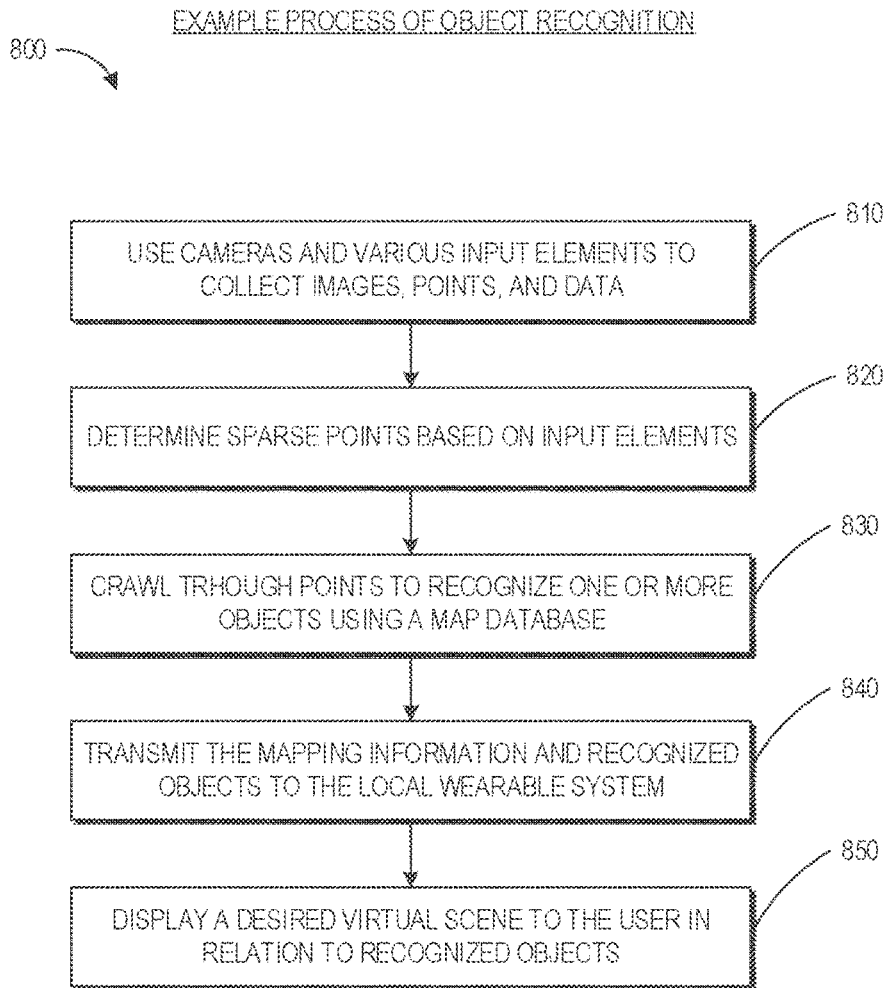 EXAMPLE PROCESS OF OBJECT RECOGNITION
800
810
USE CAMERAS AND VARIOUS INPUT ELEMENTS TO
COLLECT IMAGES, POINTS, AND DATA
820
DETERMINE SPARSE POINTS BASED ON INPUT ELEMENTS
830
CRAWL TRHOUGH POINTS TO RECOGNIZE ONE OR MORE
OBJECTS USING A MAP DATABASE
840
TRANSMIT THE MAPPING INFORMATION AND RECOGNIZED
OBJECTS TO THE LOCAL WEARABLE SYSTEM
850
DISPLAY A DESIRED VIRTUAL SCENE TO THE USER IN
RELATION TO RECOGNIZED OBJECTS